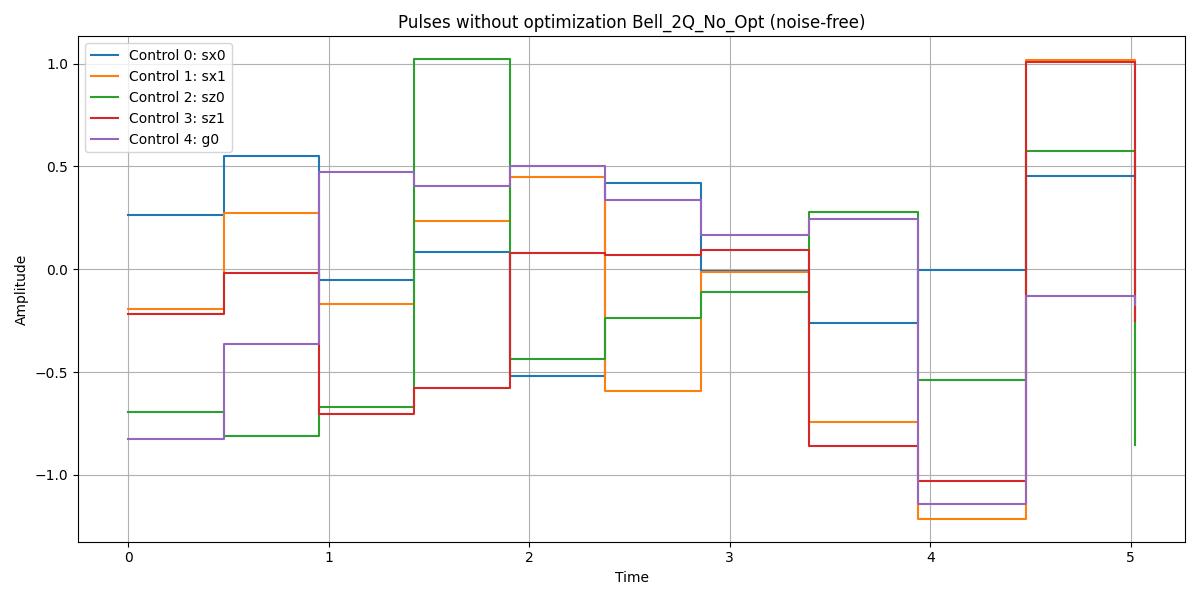 Pulses without optimization Bell_2Q_No_Opt (noise-free)
Control 0: sx0
Control 1: sx1
Control 2: sz0
Control 3: sz1
Control 4: g0
1.0
0.5
0.0
−0.5
−1.0
Amplitude
0 1 2 3 4 5
Time